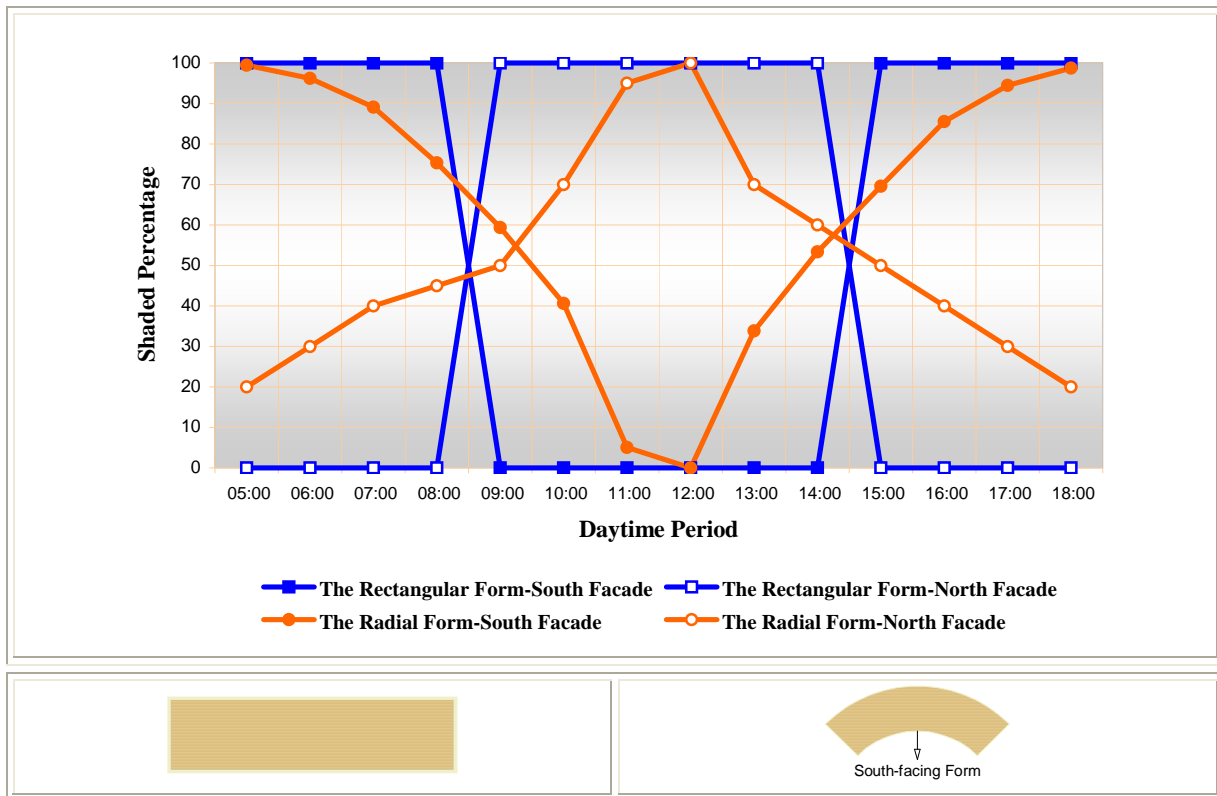 100
90
80
70
60
50
40
30
20
10
0
Shaded Percentage
05:00 06:00 07:00 08:00 09:00 10:00 11:00 12:00 13:00 14:00 15:00 16:00 17:00 18:00
Daytime Period
The Rectangular Form-South Facade The Rectangular Form-North Facade
The Radial Form-South Facade The Radial Form-North Facade
South-facing Form